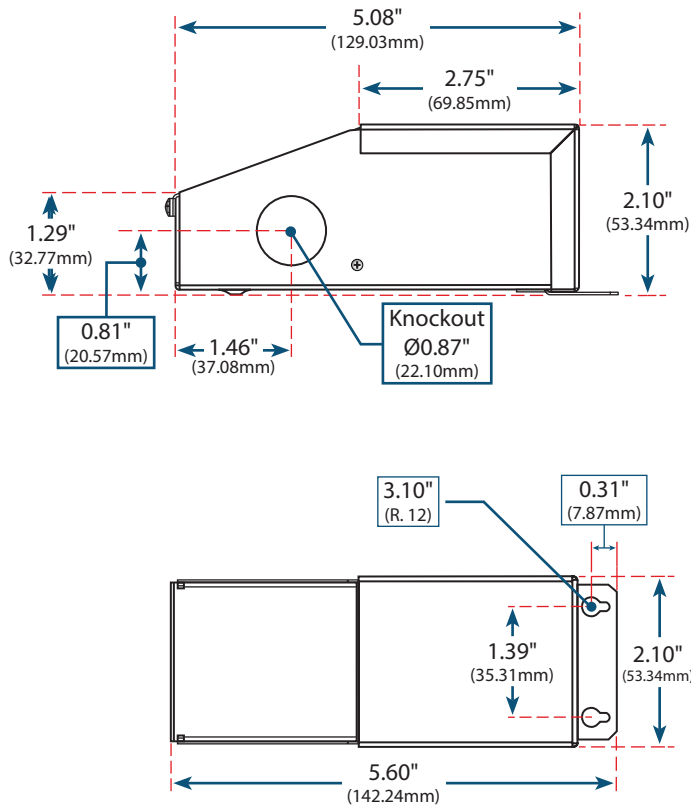 5.08"
(129.03mm)
2.75"
(69.85mm)
2.10"
(53.34mm)
1.29"
(32.77mm)
0.81"
(20.57mm)
1.46"
(37.08mm)
Knockout
Ø0.87"
(22.10mm)
3.10"
(R. 12)
0.31"
(7.87mm)
1.39"
(35.31mm)
2.10"
(53.34mm)
5.60"
(142.24mm)